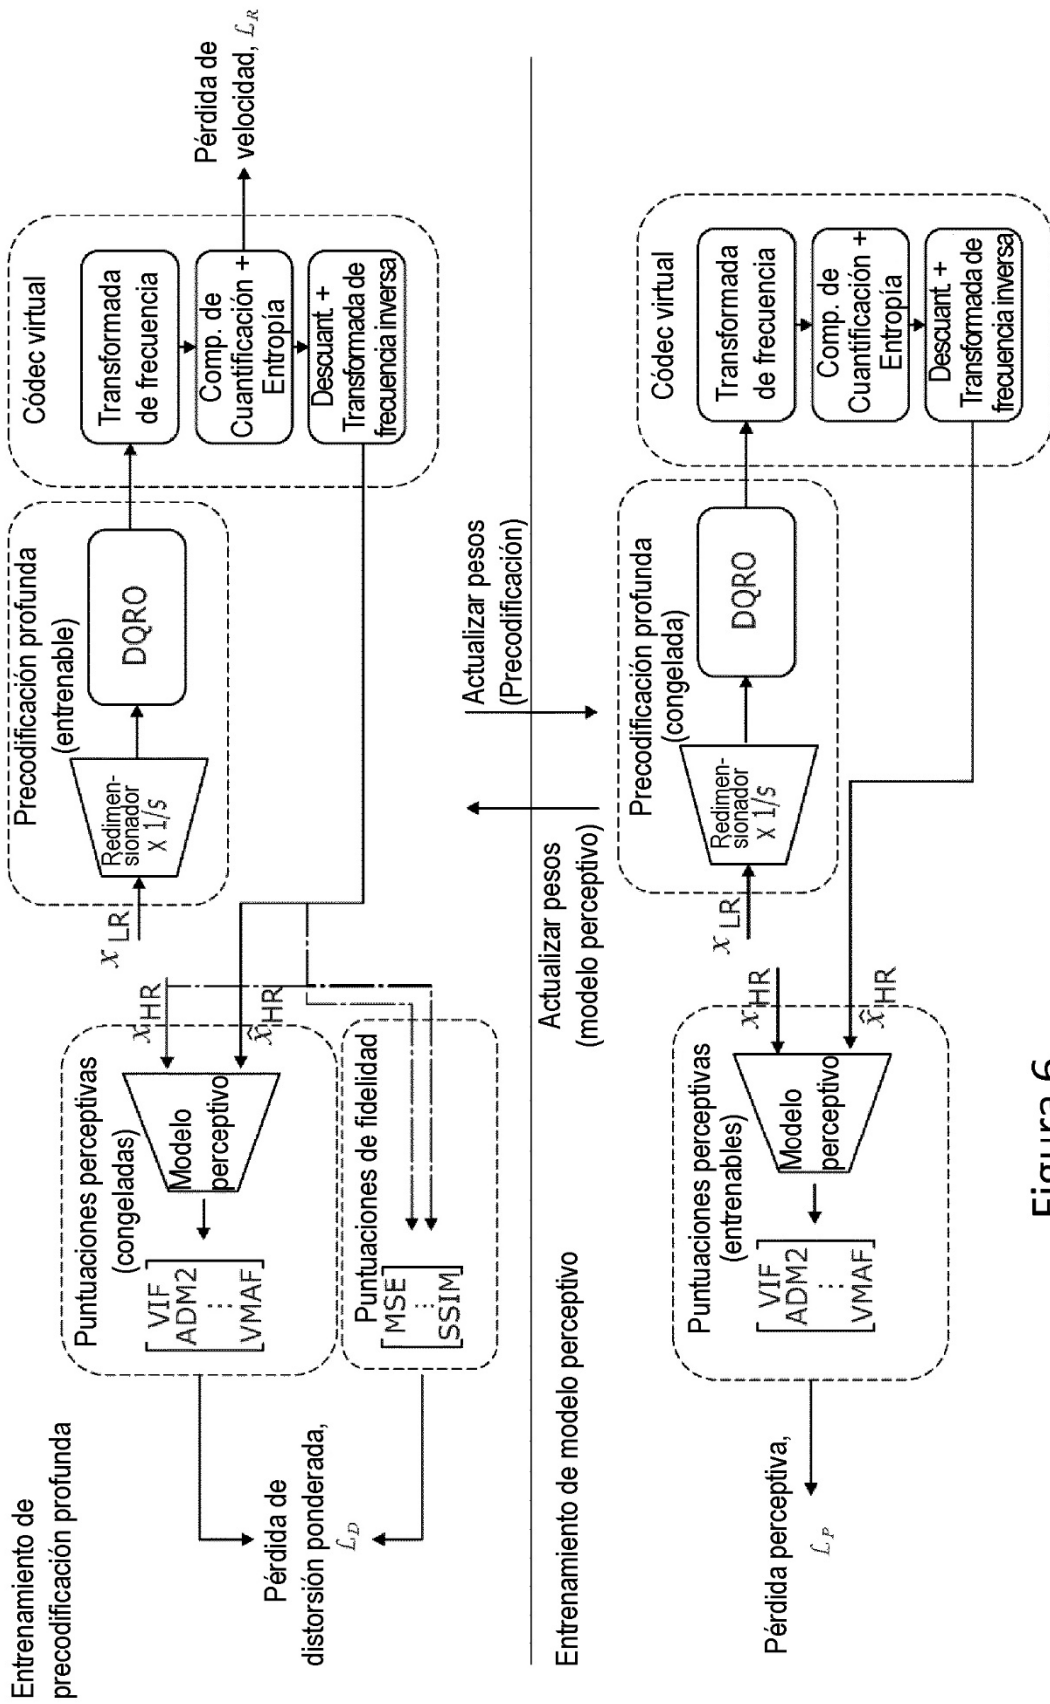 Entrenamiento de
precodificación profunda
Pérdida de
distorsión ponderada,
ℒ_D
Puntuaciones perceptivas
(congeladas)
VIF
ADM2
⋮
VMAF
Modelo
perceptivo
x_HR
x̂_HR
Puntuaciones de fidelidad
MSE
⋮
SSIM
x_LR
Precodificación profunda
(entrenable)
Redimen-
sionador
x 1/s
DQRO
Códec virtual
Transformada
de frecuencia
Comp. de
Cuantificación +
Entropía
Descuant. +
Transformada de
frecuencia inversa
Pérdida de
velocidad, ℒ_R
Actualizar pesos
(modelo perceptivo)
Actualizar pesos
(Precodificación)
Entrenamiento de modelo perceptivo
Pérdida perceptiva,
ℒ_P
Puntuaciones perceptivas
(entrenables)
VIF
ADM2
⋮
VMAF
Modelo
perceptivo
x_HR
x̂_HR
x_LR
Precodificación profunda
(congelada)
Redimen-
sionador
x 1/s
DQRO
Códec virtual
Transformada
de frecuencia
Comp. de
Cuantificación +
Entropía
Descuant. +
Transformada de
frecuencia inversa
Figura 6